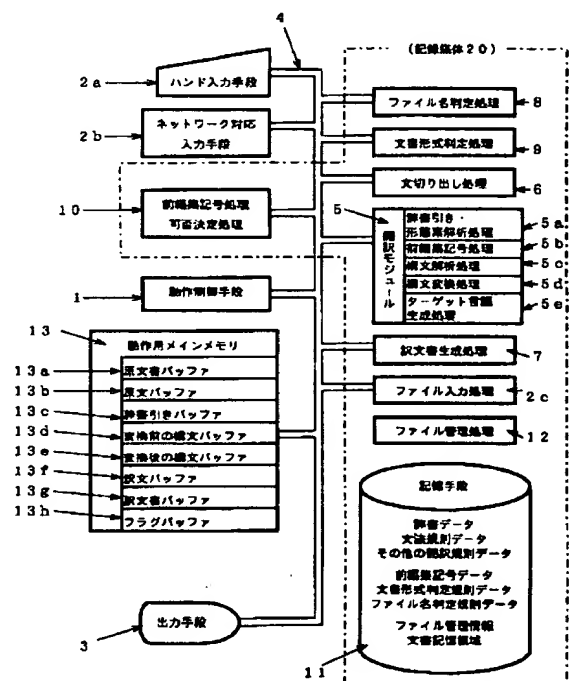 4
(記録媒体20)
2a
ハンド入力手段
2b
ネットワーク対応
入力手段
10
前編集記号処理
可否決定処理
1
動作制御手段
13
動作用メインメモリ
13a
原文書バッファ
13b
原文バッファ
13c
辞書引きバッファ
13d
変換前の構文バッファ
13e
変換後の構文バッファ
13f
訳文バッファ
13g
訳文書バッファ
13h
フラグバッファ
3
出力手段
ファイル名判定処理
8
文書形式判定処理
9
文切り出し処理
6
5
翻訳モジュール
辞書引き・
形態素解析処理
5a
前編集記号処理
5b
構文解析処理
5c
構文変換処理
5d
ターゲット言語
生成処理
5e
訳文書生成処理
7
ファイル入力処理
2c
ファイル管理処理
12
記憶手段
辞書データ
文法規則データ
その他の翻訳規則データ
前編集記号データ
文書形式判定規則データ
ファイル名判定規則データ
ファイル管理情報
文書記憶領域
11